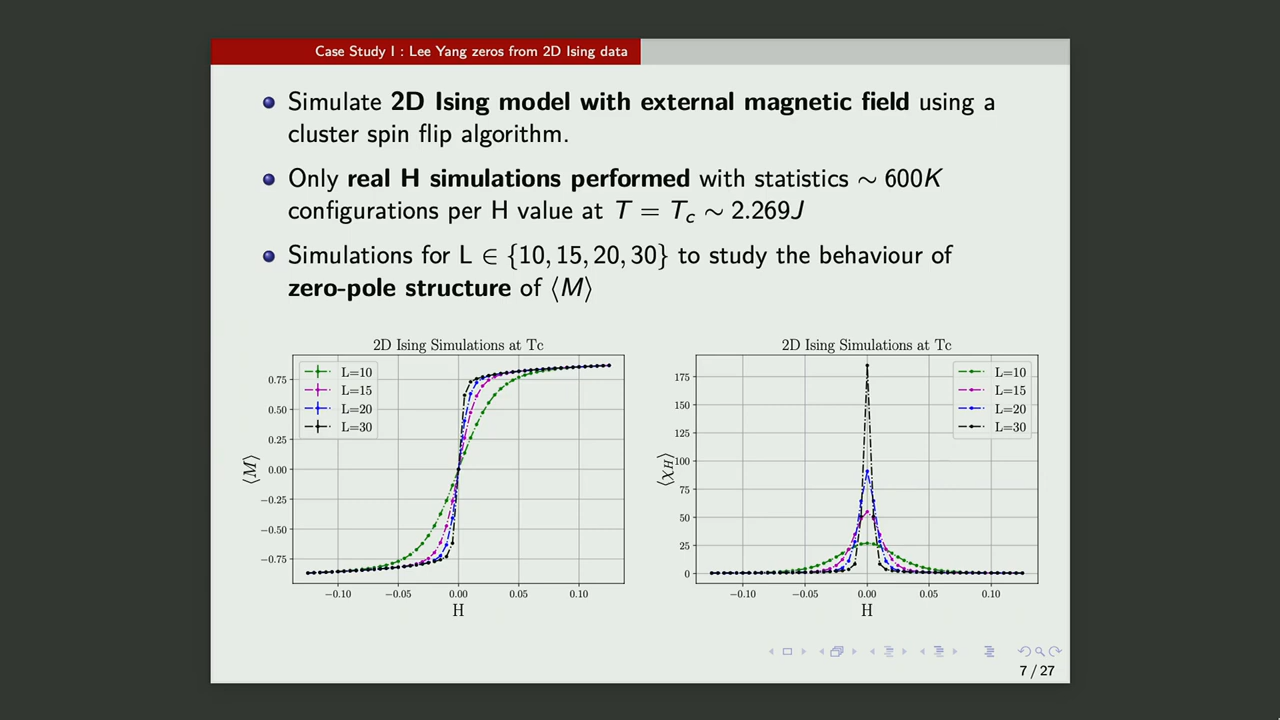 Case Study I : Lee Yang zeros from 2D Ising data
Simulate 2D Ising model with external magnetic field using a
cluster spin flip algorithm.
Only real H simulations performed with statistics ∼ 600K
configurations per H value at T = Tc ∼ 2.269J
Simulations for L ∈ {10, 15, 20, 30} to study the behaviour of
zero-pole structure of ⟨M⟩
2D Ising Simulations at Tc
L=10
L=15
L=20
L=30
0.75
0.50
0.25
0.00
−0.25
−0.50
−0.75
⟨M⟩
−0.10 −0.05 0.00 0.05 0.10
H
2D Ising Simulations at Tc
L=10
L=15
L=20
L=30
175
150
125
100
75
50
25
0
⟨χH⟩
−0.10 −0.05 0.00 0.05 0.10
H
7 / 27